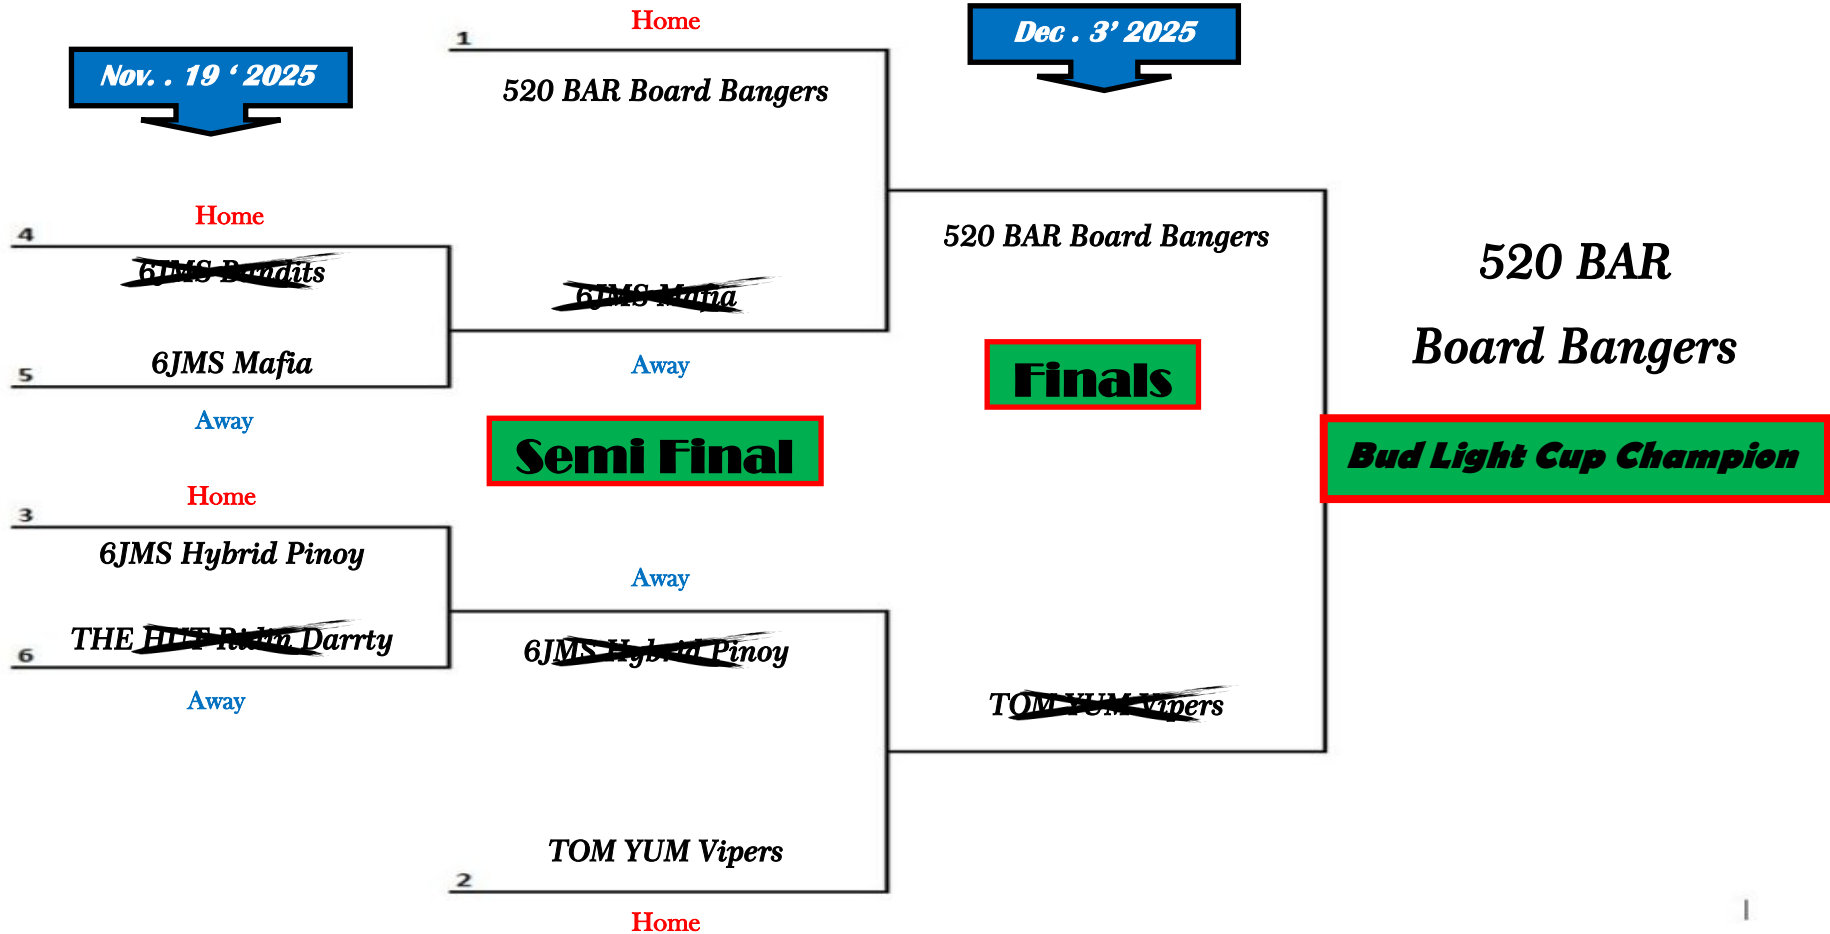 Home
1
Dec . 3’ 2025
Nov. . 19 ‘ 2025
520 BAR Board Bangers
Home
4
6JMS Bandits
520 BAR Board Bangers
520 BAR
Board Bangers
6JMS Mafia
6JMS Mafia
5
Away
Away
Finals
Semi Final
Bud Light Cup Champion
Home
3
6JMS Hybrid Pinoy
Away
THE HUT Ridin Darrty
6
6JMS Hybrid Pinoy
Away
TOM YUM Vipers
TOM YUM Vipers
2
Home